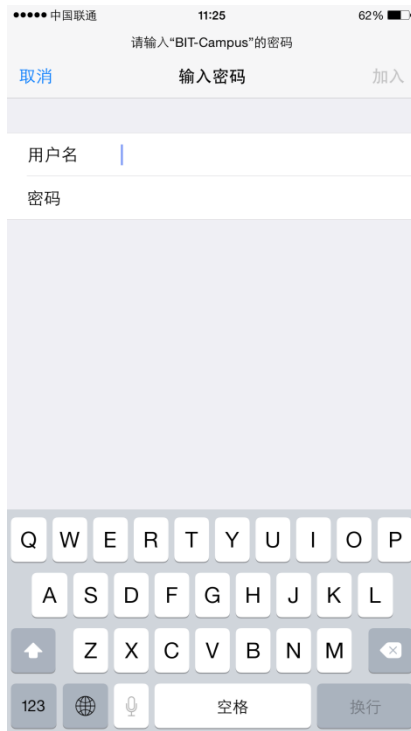 中国联通 11:25 62%
请输入“BIT-Campus”的密码
取消 输入密码 加入
用户名
密码
Q W E R T Y U I O P
A S D F G H J K L
Z X C V B N M
123 空格 换行